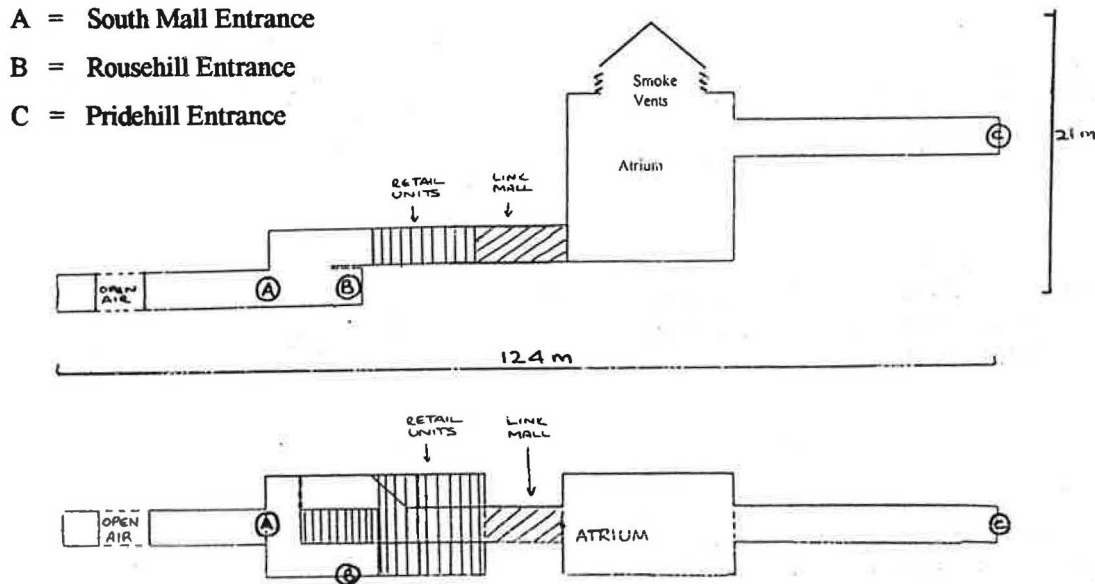 A = South Mall Entrance
B = Rousehill Entrance
C = Pridehill Entrance
Smoke
Vents
Atrium
C
21 m
RETAIL
UNITS
LINK
MALL
OPEN
AIR
A
B
124 m
RETAIL
UNITS
LINK
MALL
OPEN
AIR
A
ATRIUM
C
B